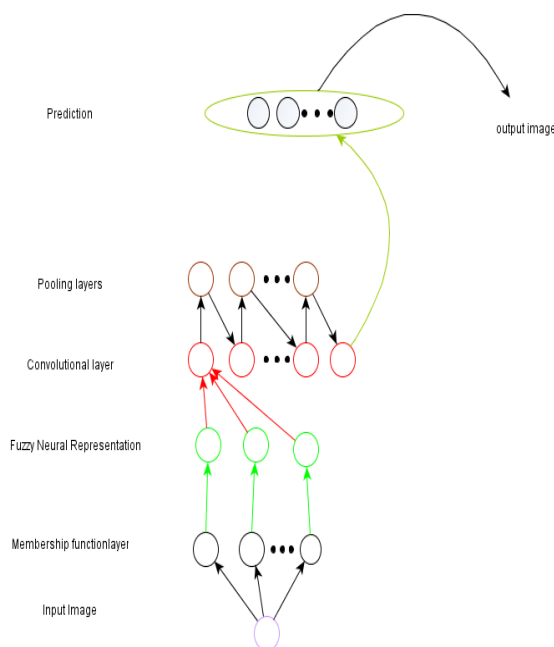 Prediction
output image
Pooling layers
Convolutional layer
Fuzzy Neural Representation
Membership functionlayer
Input Image